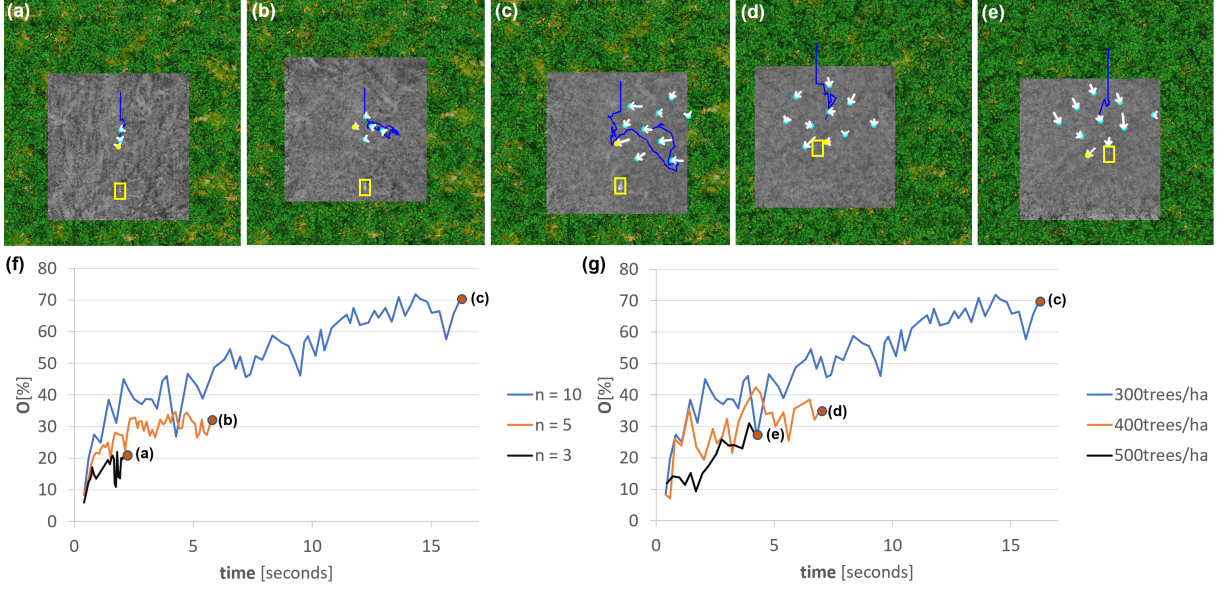 (a) (b) (c) (d) (e)
(f)
80
70
60
50
40
30
20
10
0
O[%]
0 5 10 15
time [seconds]
(a)
(b)
(c)
n = 10
n = 5
n = 3
(g)
80
70
60
50
40
30
20
10
0
O[%]
0 5 10 15
time [seconds]
(c)
(d)
(e)
300trees/ha
400trees/ha
500trees/ha